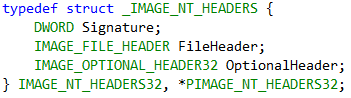 typedef struct _IMAGE_NT_HEADERS {
    DWORD Signature;
    IMAGE_FILE_HEADER FileHeader;
    IMAGE_OPTIONAL_HEADER32 OptionalHeader;
} IMAGE_NT_HEADERS32, *PIMAGE_NT_HEADERS32;